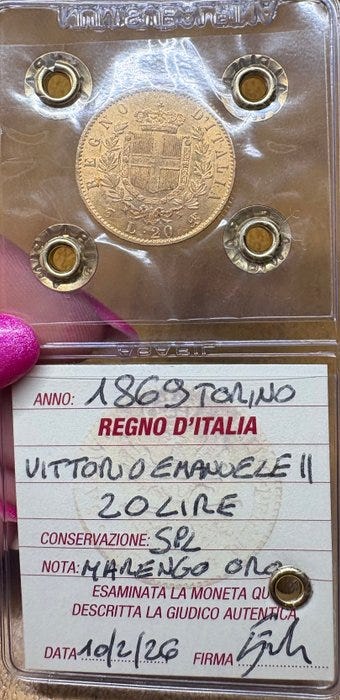 REGNO D'ITALIA
L. 20
ANNO: 1869 TORINO
REGNO D'ITALIA
VITTORIO EMANUELE II
20 LIRE
CONSERVAZIONE: SPL
NOTA: MARENGO ORO
ESAMINATA LA MONETA QU
DESCRITTA LA GIUDICO AUTENTICA
DATA 10/2/26 FIRMA